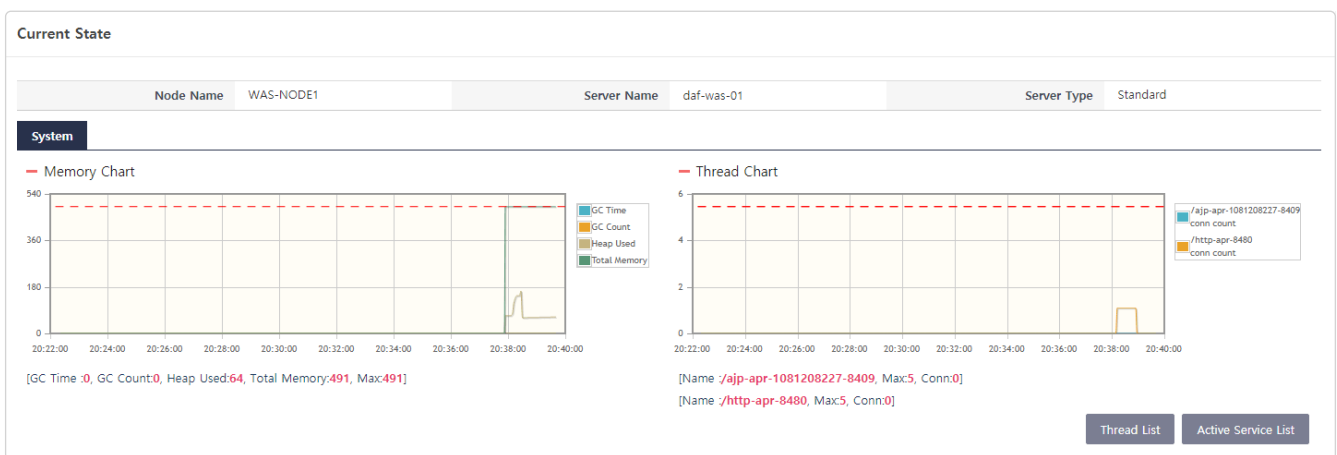 Current State
Node Name WAS-NODE1 Server Name daf-was-01 Server Type Standard
System
Memory Chart
540
360
180
0
20:22:00 20:24:00 20:26:00 20:28:00 20:30:00 20:32:00 20:34:00 20:36:00 20:38:00 20:40:00
GC Time
GC Count
Heap Used
Total Memory
[GC Time :0, GC Count:0, Heap Used:64, Total Memory:491, Max:491]
Thread Chart
6
4
2
0
20:22:00 20:24:00 20:26:00 20:28:00 20:30:00 20:32:00 20:34:00 20:36:00 20:38:00 20:40:00
/ajp-apr-1081208227-8409
conn count
/http-apr-8480
conn count
[Name :/ajp-apr-1081208227-8409, Max:5, Conn:0]
[Name :/http-apr-8480, Max:5, Conn:0]
Thread List Active Service List